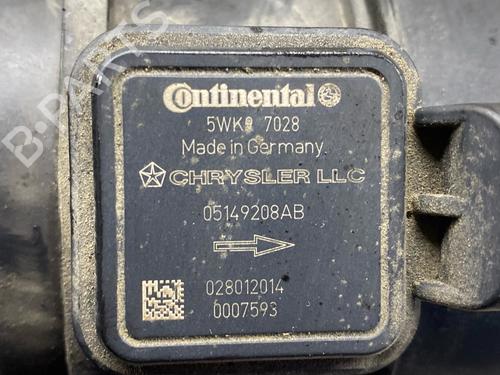 Continental
5WK9 7028
Made in Germany.
CHRYSLER LLC
05149208AB
028012014
0007593
B-PARTS